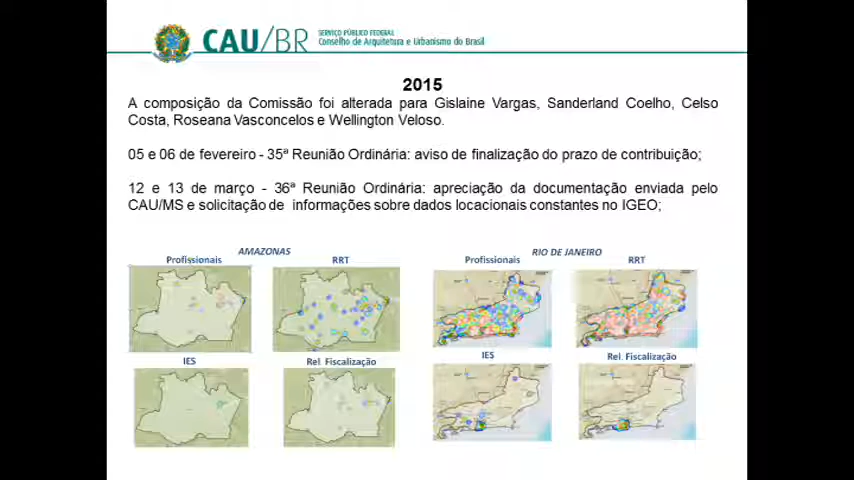 CAU/BR
SERVIÇO PÚBLICO FEDERAL
Conselho de Arquitetura e Urbanismo do Brasil
2015
A composição da Comissão foi alterada para Gislaine Vargas, Sanderland Coelho, Celso
Costa, Roseana Vasconcelos e Wellington Veloso.
05 e 06 de fevereiro - 35ª Reunião Ordinária: aviso de finalização do prazo de contribuição;
12 e 13 de março - 36ª Reunião Ordinária: apreciação da documentação enviada pelo
CAU/MS e solicitação de informações sobre dados locacionais constantes no IGEO;
AMAZONAS
Profissionais
RRT
IES
Rel. Fiscalização
RIO DE JANEIRO
Profissionais
RRT
IES
Rel. Fiscalização